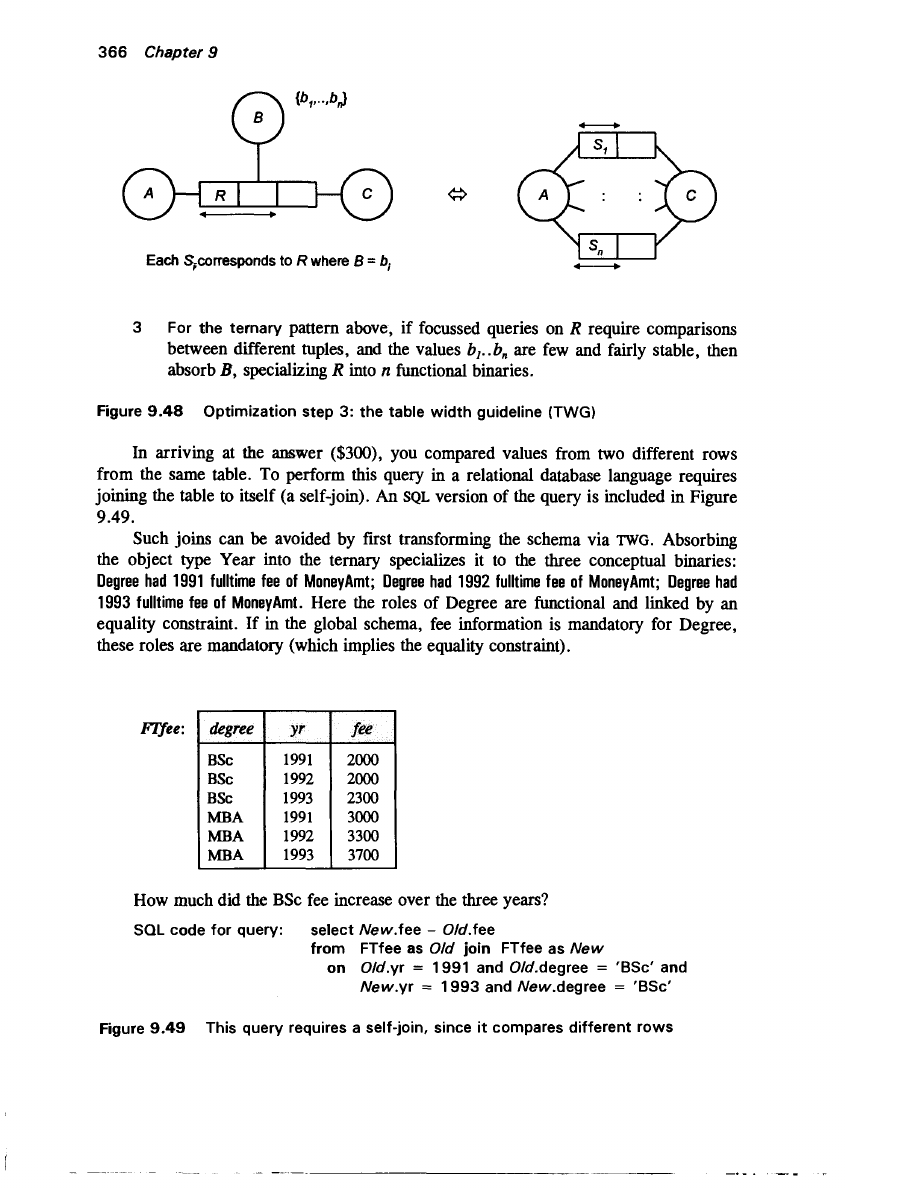 366 Chapter 9
{b1,..,bn}
B
A
R
C
⇔
S1
A
: :
C
Sn
Each Si corresponds to R where B = bi
3 For the ternary pattern above, if focussed queries on R require comparisons
between different tuples, and the values b1..bn are few and fairly stable, then
absorb B, specializing R into n functional binaries.
Figure 9.48 Optimization step 3: the table width guideline (TWG)
In arriving at the answer ($300), you compared values from two different rows
from the same table. To perform this query in a relational database language requires
joining the table to itself (a self-join). An SQL version of the query is included in Figure
9.49.
Such joins can be avoided by first transforming the schema via TWG. Absorbing
the object type Year into the ternary specializes it to the three conceptual binaries:
Degree had 1991 fulltime fee of MoneyAmt; Degree had 1992 fulltime fee of MoneyAmt; Degree had
1993 fulltime fee of MoneyAmt. Here the roles of Degree are functional and linked by an
equality constraint. If in the global schema, fee information is mandatory for Degree,
these roles are mandatory (which implies the equality constraint).
FTfee: degree yr fee
BSc 1991 2000
BSc 1992 2000
BSc 1993 2300
MBA 1991 3000
MBA 1992 3300
MBA 1993 3700
How much did the BSc fee increase over the three years?
SQL code for query: select New.fee - Old.fee
from FTfee as Old join FTfee as New
on Old.yr = 1991 and Old.degree = 'BSc' and
New.yr = 1993 and New.degree = 'BSc'
Figure 9.49 This query requires a self-join, since it compares different rows